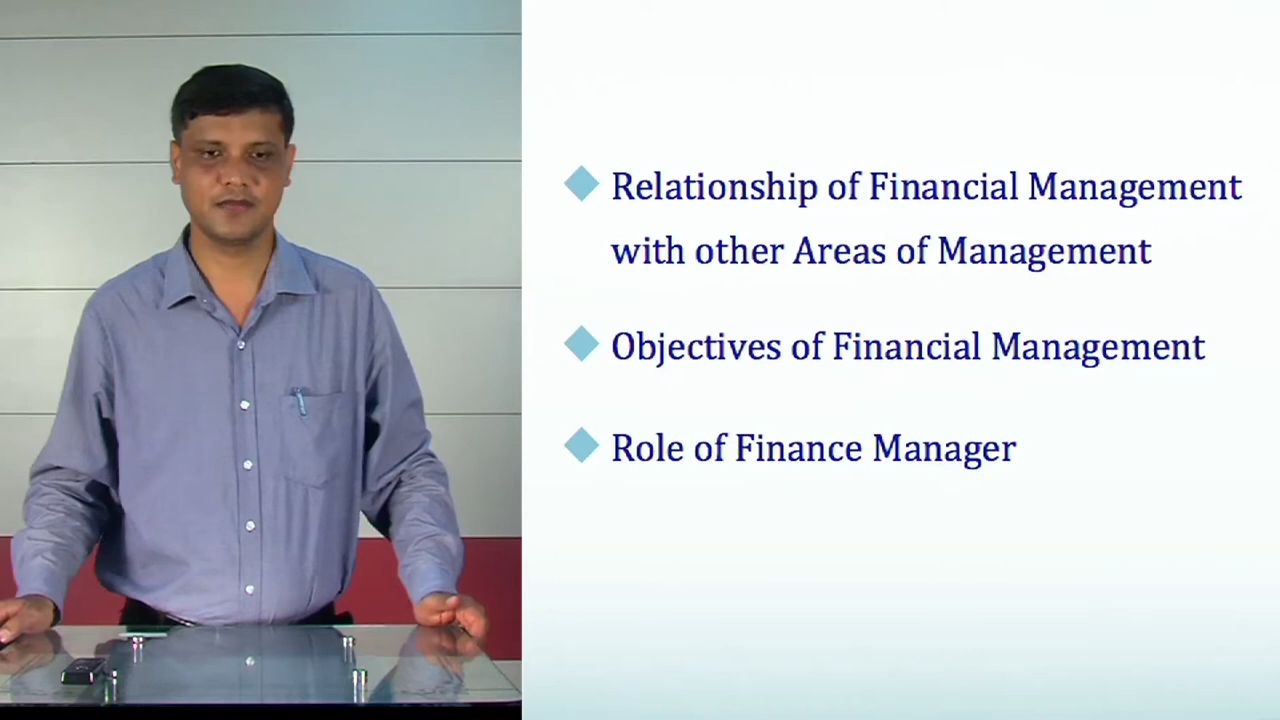 Relationship of Financial Management
with other Areas of Management
Objectives of Financial Management
Role of Finance Manager